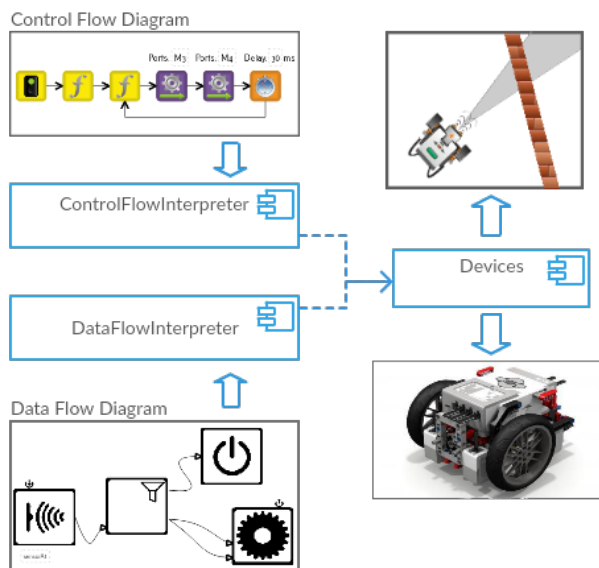 Control Flow Diagram
Ports: M3 Ports: M4 Delay: 30 ms
ControlFlowInterpreter
Devices
DataFlowInterpreter
Data Flow Diagram